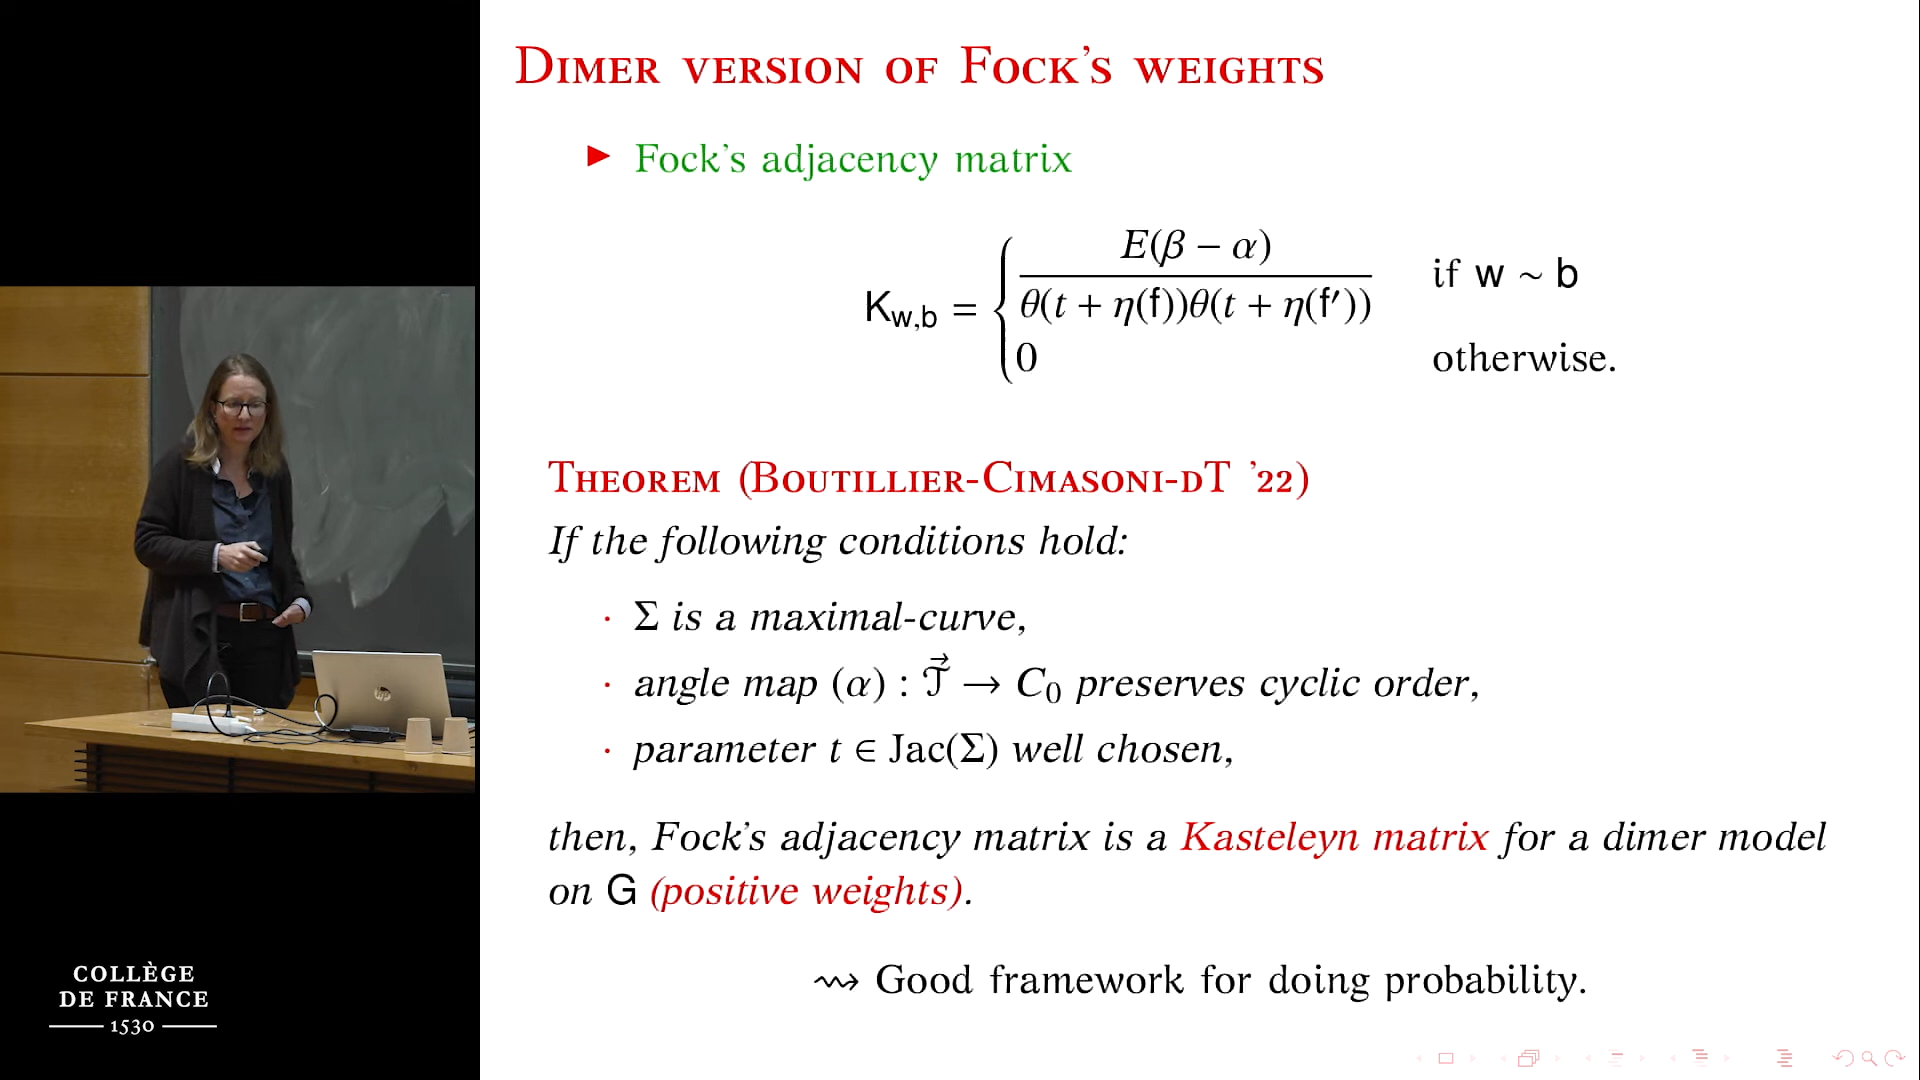 Dimer version of Fock's weights
▶ Fock's adjacency matrix
K_{w,b} = { E(β − α) / θ(t + η(f))θ(t + η(f′)) if w ∼ b
0 otherwise.
Theorem (Boutillier-Cimasoni-dT '22)
If the following conditions hold:
· Σ is a maximal-curve,
· angle map (α) : 𝒯⃗ → C₀ preserves cyclic order,
· parameter t ∈ Jac(Σ) well chosen,
then, Fock's adjacency matrix is a Kasteleyn matrix for a dimer model
on G (positive weights).
⇝ Good framework for doing probability.
hp
COLLÈGE
DE FRANCE
1530